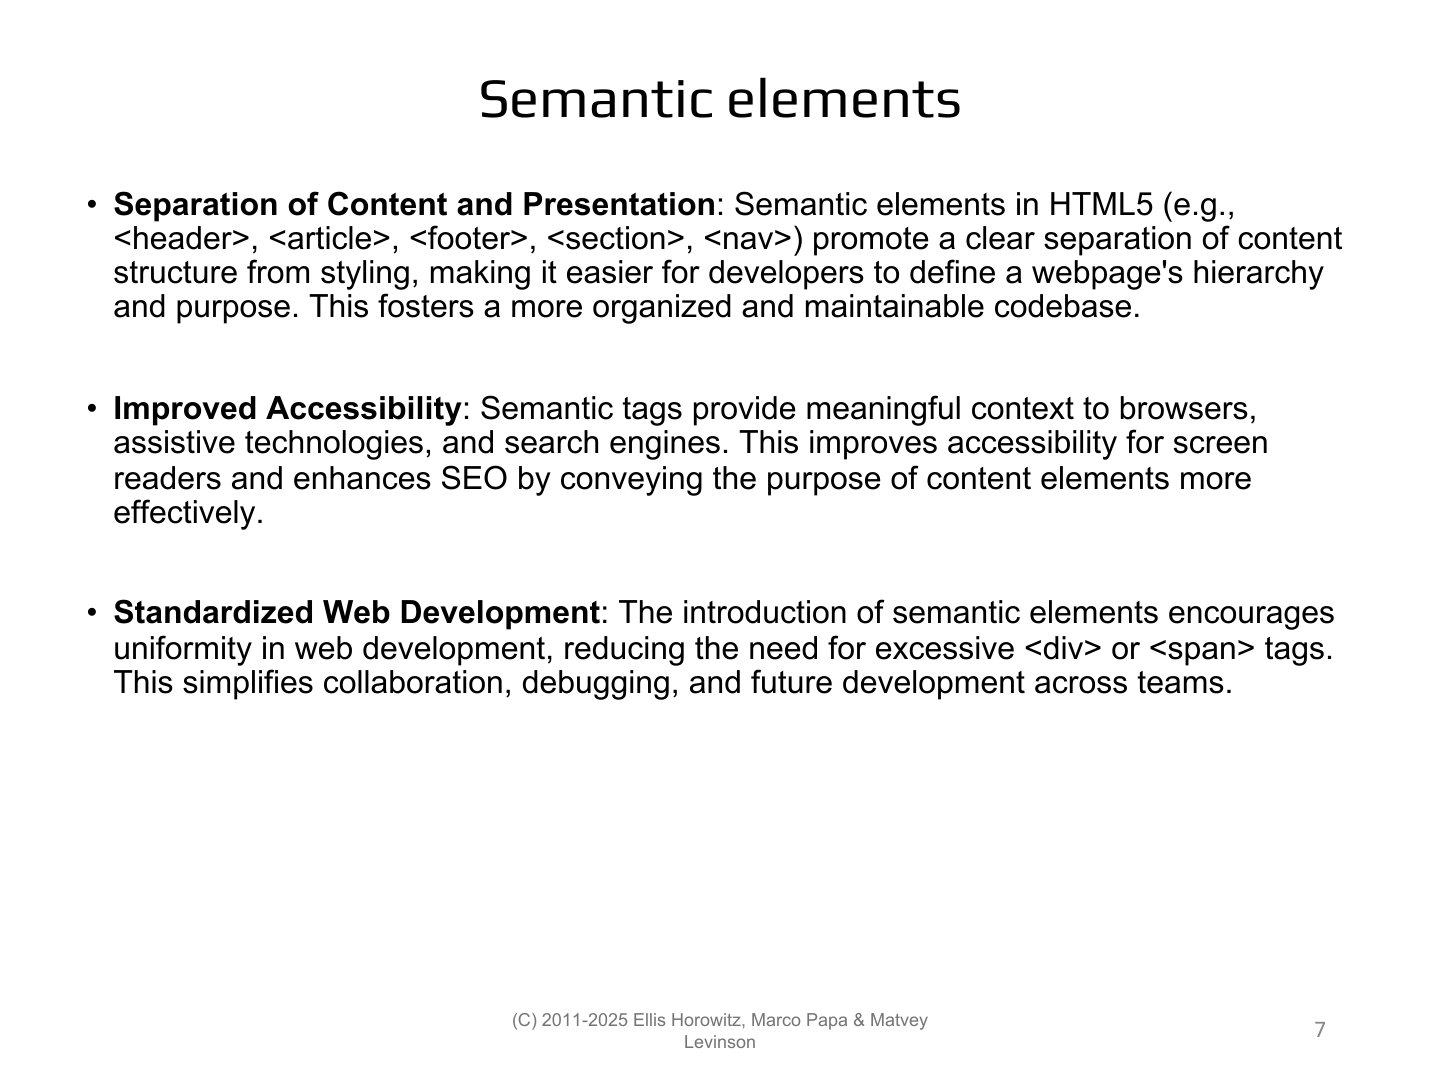 Semantic elements
• Separation of Content and Presentation: Semantic elements in HTML5 (e.g.,
<header>, <article>, <footer>, <section>, <nav>) promote a clear separation of content
structure from styling, making it easier for developers to define a webpage's hierarchy
and purpose. This fosters a more organized and maintainable codebase.
• Improved Accessibility: Semantic tags provide meaningful context to browsers,
assistive technologies, and search engines. This improves accessibility for screen
readers and enhances SEO by conveying the purpose of content elements more
effectively.
• Standardized Web Development: The introduction of semantic elements encourages
uniformity in web development, reducing the need for excessive <div> or <span> tags.
This simplifies collaboration, debugging, and future development across teams.
(C) 2011-2025 Ellis Horowitz, Marco Papa & Matvey
Levinson
7